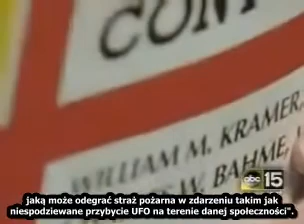 CONT
WILLIAM M. KRAMER,
W. BAHME,
abc 15
jaką może odegrać straż pożarna w zdarzeniu takim jak
niespodziewane przybycie UFO na terenie danej społeczności".